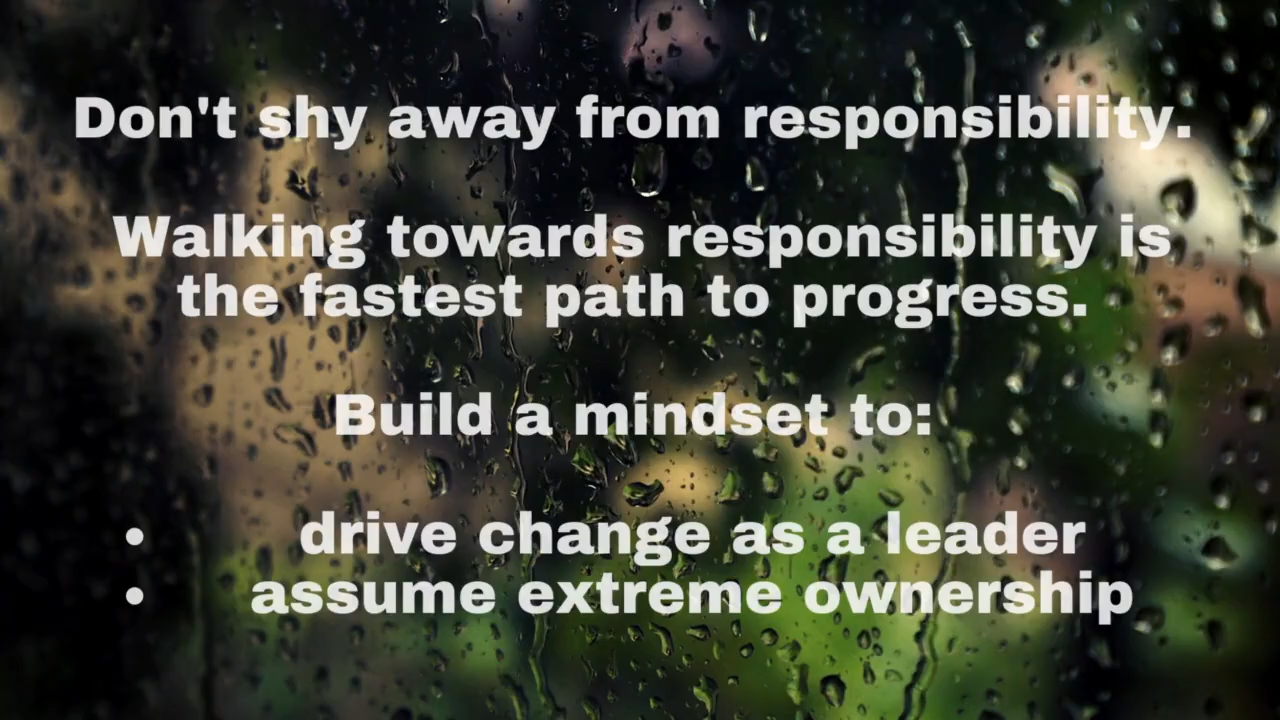 Don't shy away from responsibility.
Walking towards responsibility is
the fastest path to progress.
Build a mindset to:
• drive change as a leader
• assume extreme ownership